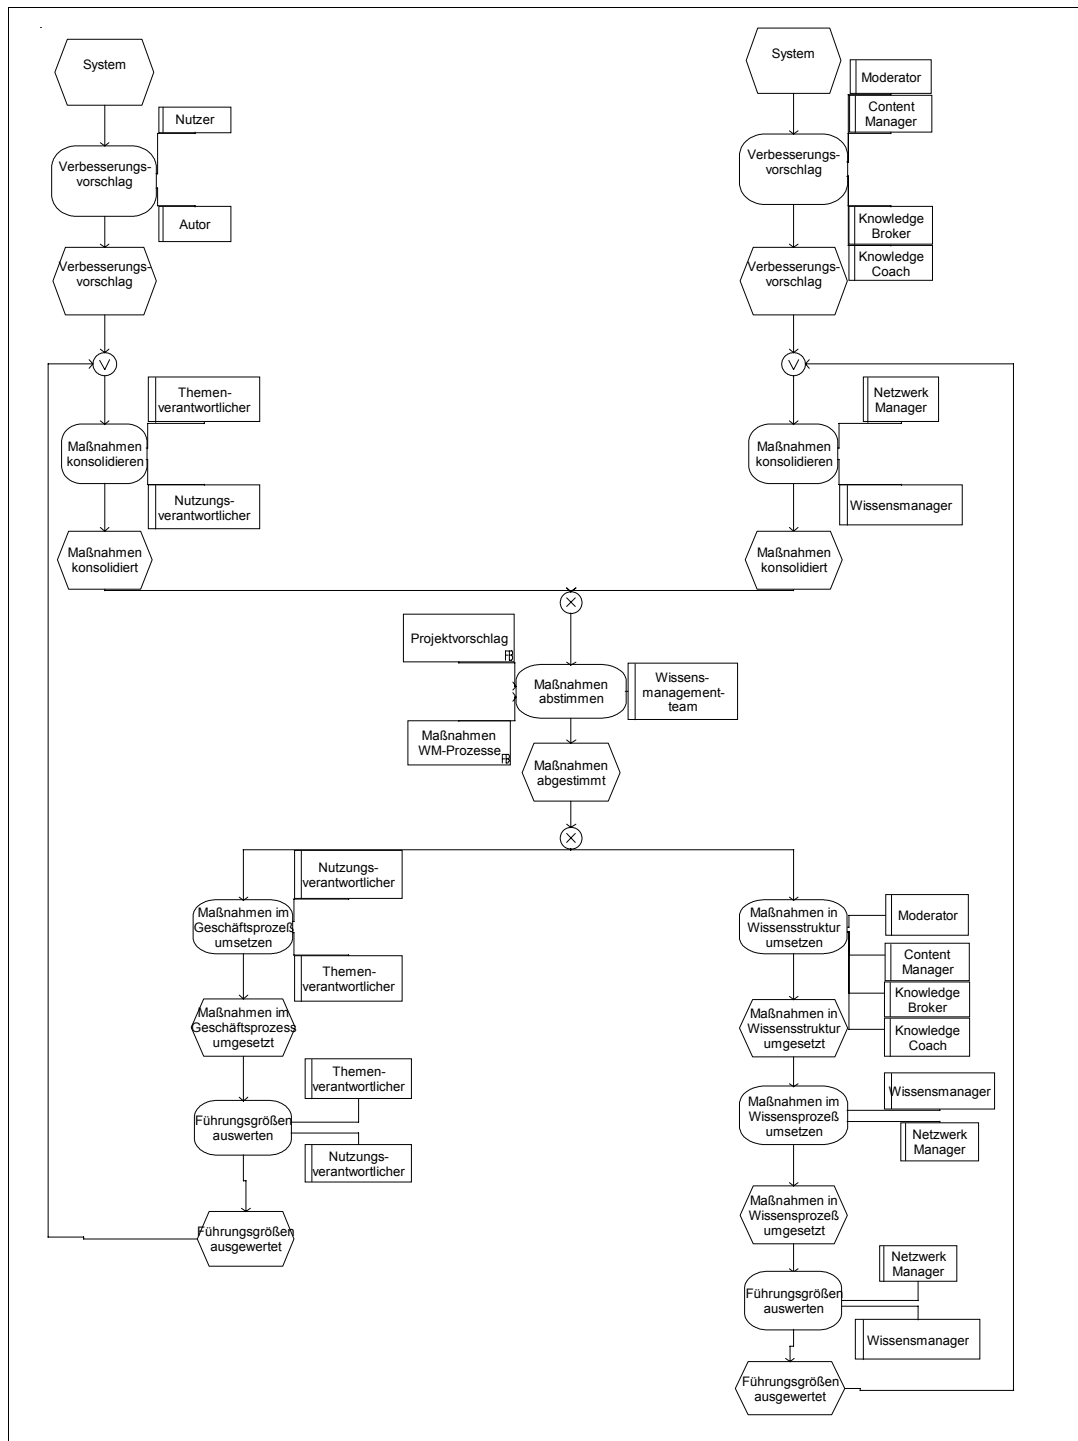 System
System
Moderator
Content
Manager
Nutzer
Verbesserungs-
vorschlag
Verbesserungs-
vorschlag
Autor
Knowledge
Broker
Knowledge
Coach
Verbesserungs-
vorschlag
Verbesserungs-
vorschlag
V
V
Themen-
verantwortlicher
Netzwerk
Manager
Maßnahmen
konsolidieren
Maßnahmen
konsolidieren
Nutzungs-
verantwortlicher
Wissensmanager
Maßnahmen
konsolidiert
Maßnahmen
konsolidiert
Projektvorschlag
Maßnahmen
abstimmen
Wissens-
management-
team
Maßnahmen
WM-Prozesse
Maßnahmen
abgestimmt
Nutzungs-
verantwortlicher
Maßnahmen im
Geschäftsprozeß
umsetzen
Maßnahmen in
Wissensstruktur
umsetzen
Moderator
Content
Manager
Themen-
verantwortlicher
Knowledge
Broker
Maßnahmen im
Geschäftsprozess
umgesetzt
Maßnahmen in
Wissensstruktur
umgesetzt
Knowledge
Coach
Themen-
verantwortlicher
Führungsgrößen
auswerten
Maßnahmen im
Wissensprozeß
umsetzen
Wissensmanager
Netzwerk
Manager
Nutzungs-
verantwortlicher
Führungsgrößen
ausgewertet
Maßnahmen in
Wissensprozeß
umgesetzt
Netzwerk
Manager
Führungsgrößen
auswerten
Wissensmanager
Führungsgrößen
ausgewertet